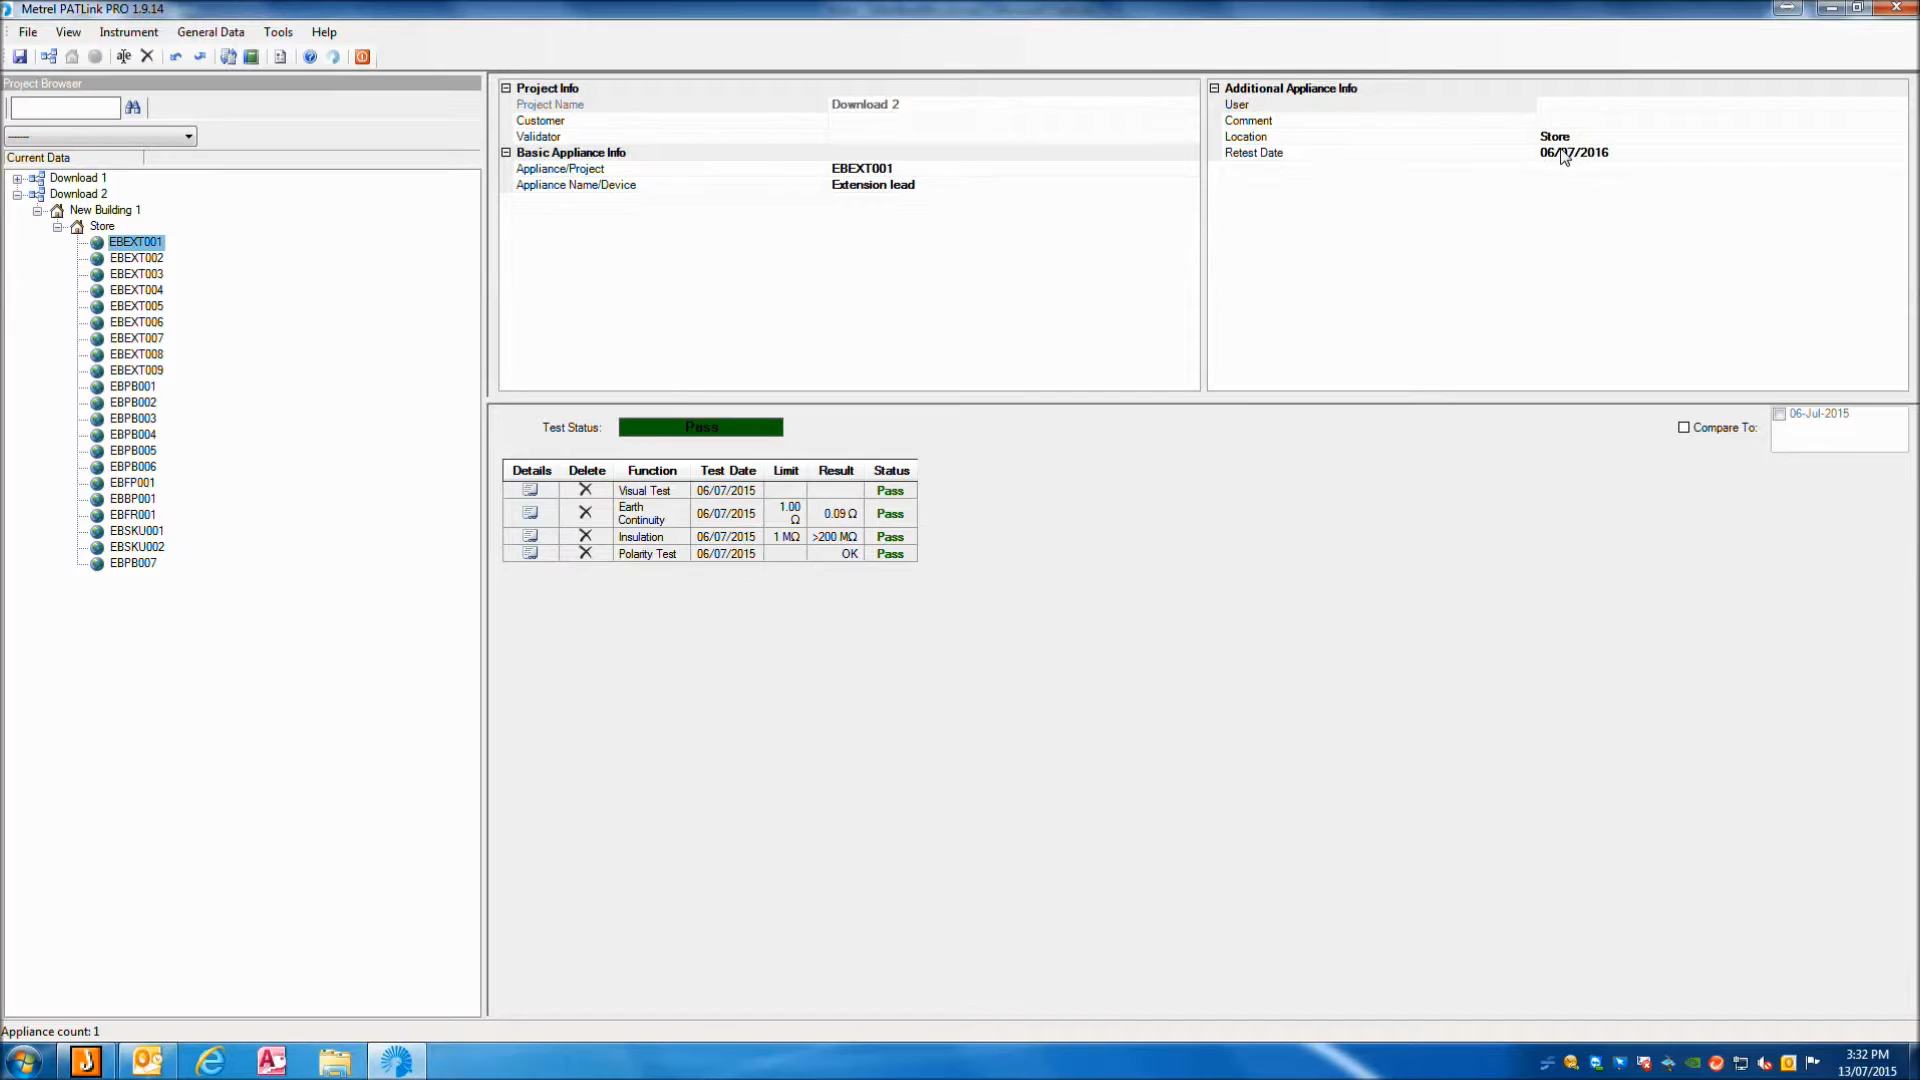 Metrel PATLink PRO 1.9.14
File View Instrument General Data Tools Help
Project Browser
-------
Current Data
Download 1
Download 2
New Building 1
Store
EBEXT001
EBEXT002
EBEXT003
EBEXT004
EBEXT005
EBEXT006
EBEXT007
EBEXT008
EBEXT009
EBPB001
EBPB002
EBPB003
EBPB004
EBPB005
EBPB006
EBFP001
EBBP001
EBFR001
EBSKU001
EBSKU002
EBPB007
Project Info
Project Name Download 2
Customer
Validator
Basic Appliance Info
Appliance/Project EBEXT001
Appliance Name/Device Extension lead
Additional Appliance Info
User
Comment
Location Store
Retest Date 06/07/2016
Test Status: Pass
Compare To: 06-Jul-2015
Details Delete Function Test Date Limit Result Status
Visual Test 06/07/2015 Pass
Earth Continuity 06/07/2015 1.00 Ω 0.09 Ω Pass
Insulation 06/07/2015 1 MΩ >200 MΩ Pass
Polarity Test 06/07/2015 OK Pass
Appliance count: 1
3:32 PM
13/07/2015